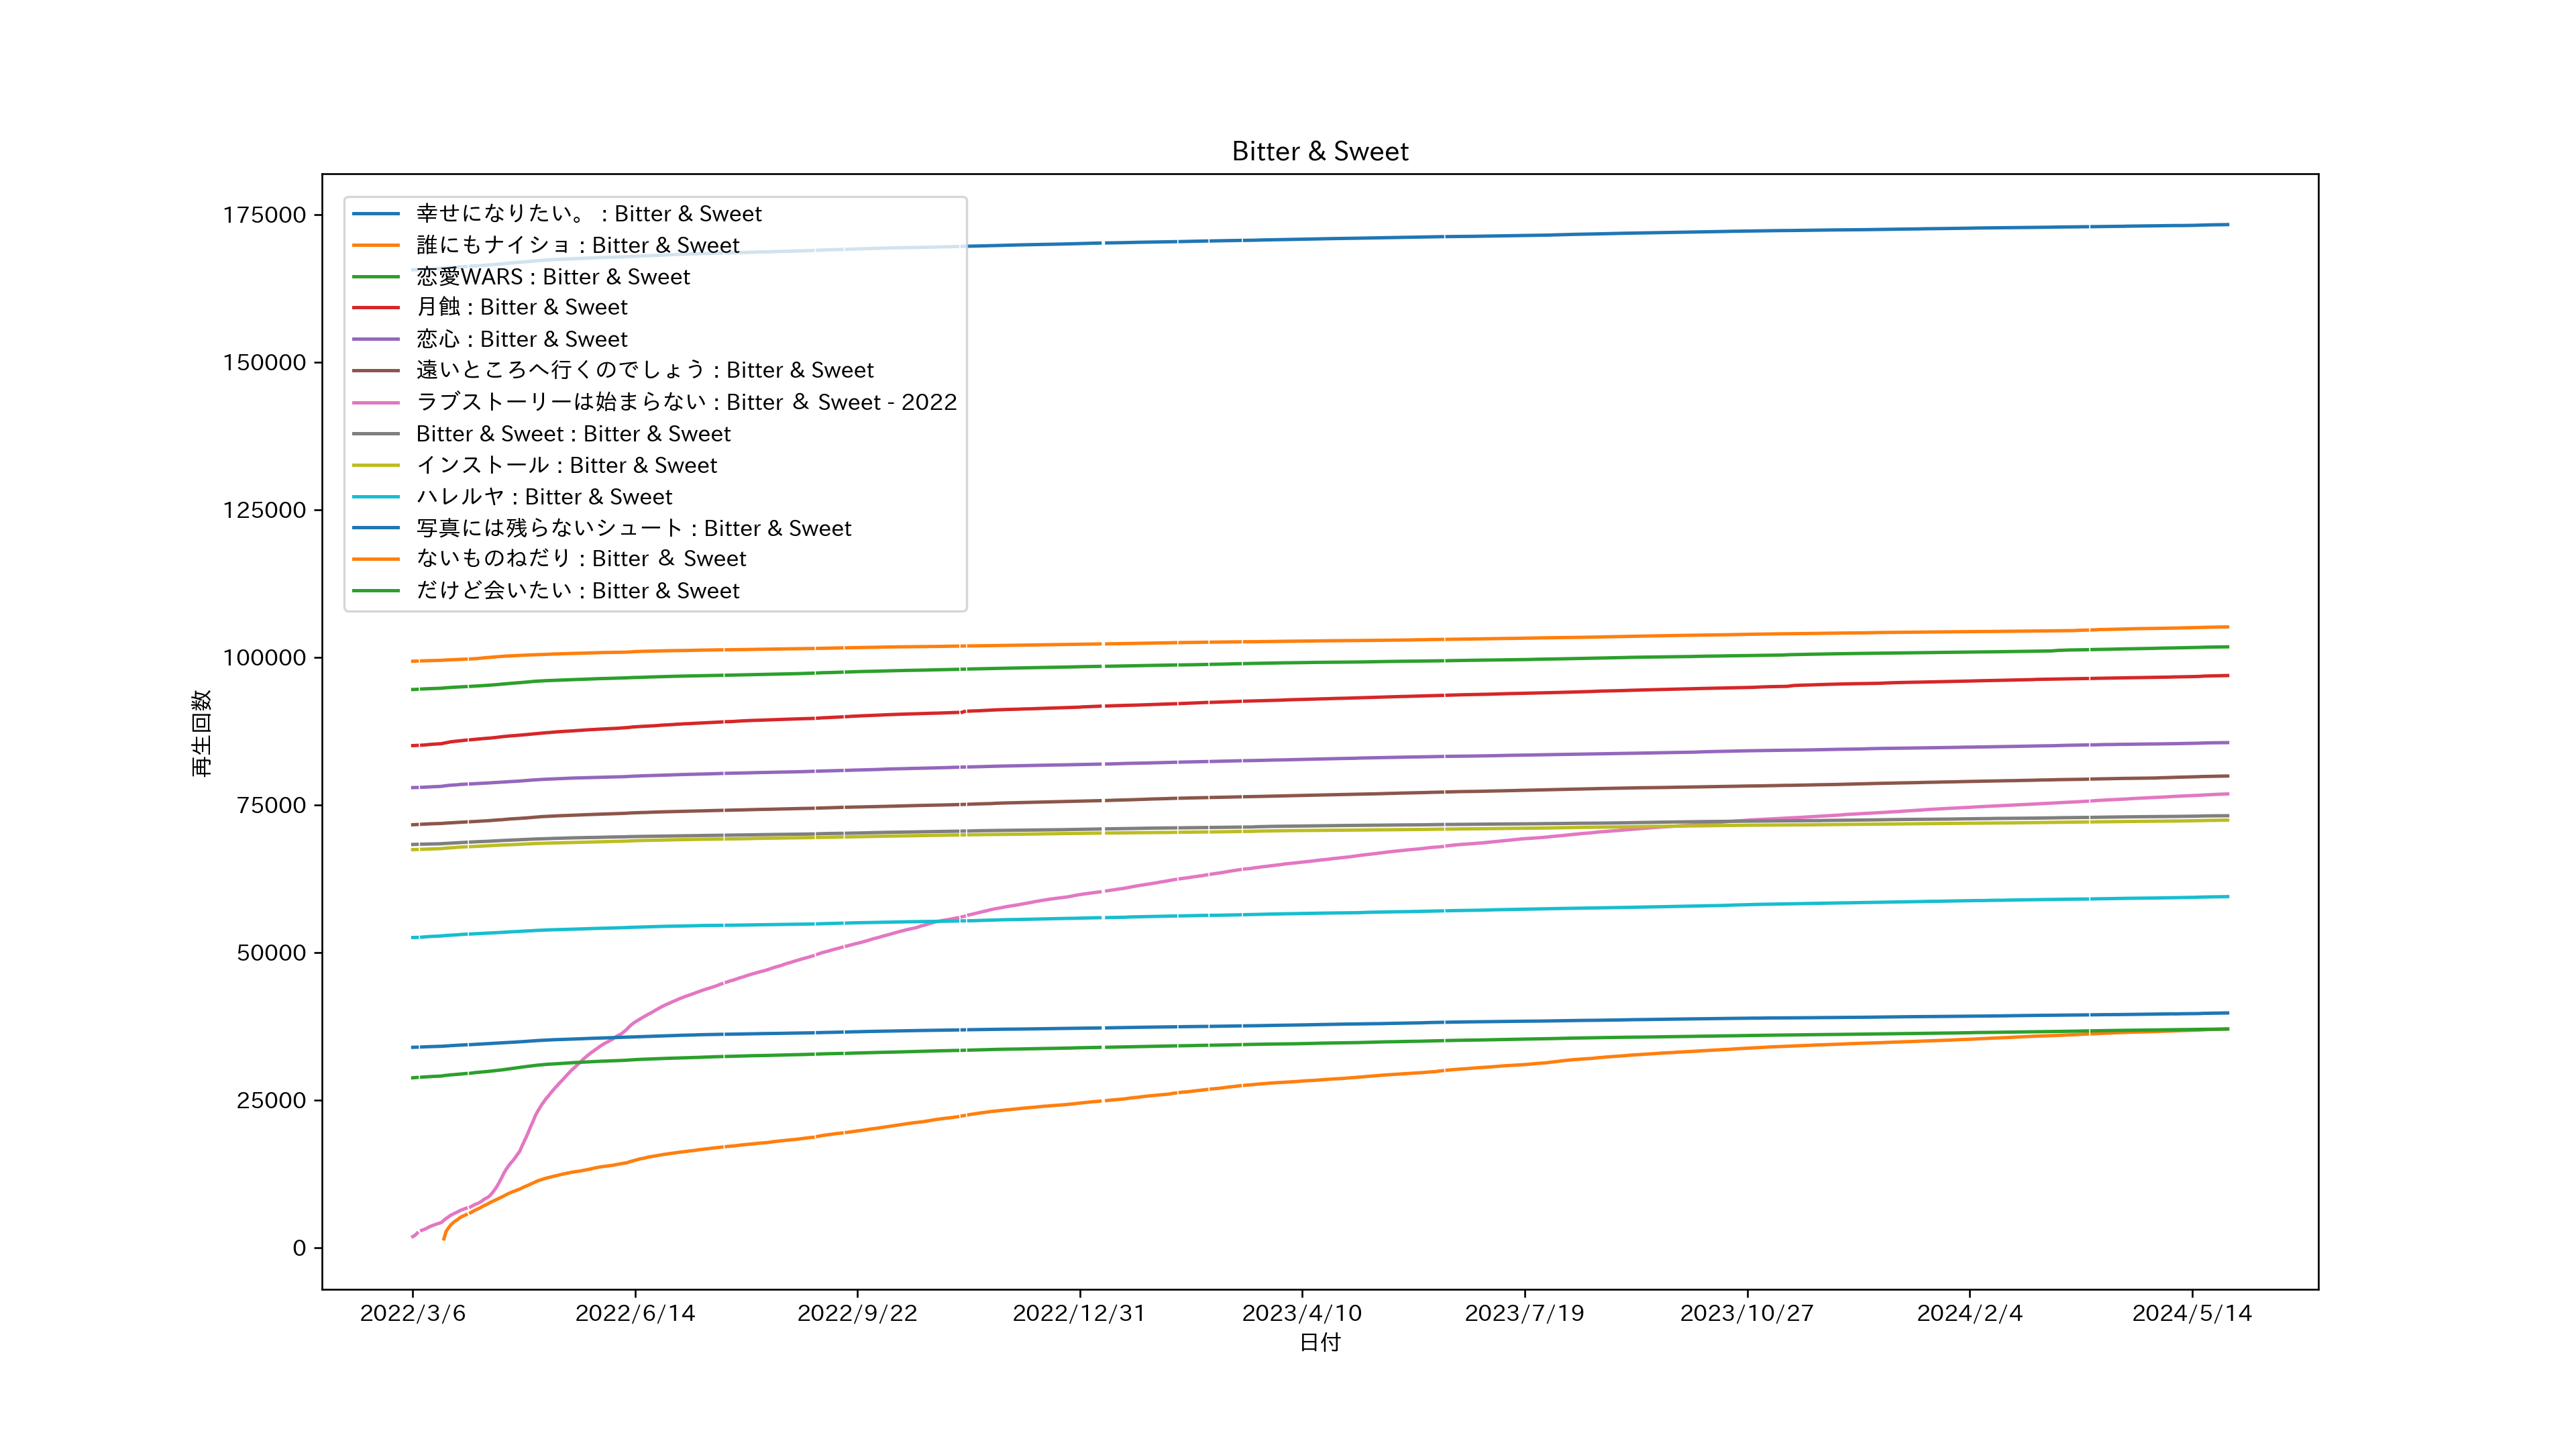 Bitter & Sweet
175000
150000
125000
100000
75000
50000
25000
0
再生回数
幸せになりたい。 : Bitter & Sweet
誰にもナイショ : Bitter & Sweet
恋愛WARS : Bitter & Sweet
月蝕 : Bitter & Sweet
恋心 : Bitter & Sweet
遠いところへ行くのでしょう : Bitter & Sweet
ラブストーリーは始まらない : Bitter ＆ Sweet - 2022
Bitter & Sweet : Bitter & Sweet
インストール : Bitter & Sweet
ハレルヤ : Bitter & Sweet
写真には残らないシュート : Bitter & Sweet
ないものねだり : Bitter ＆ Sweet
だけど会いたい : Bitter & Sweet
2022/3/6 2022/6/14 2022/9/22 2022/12/31 2023/4/10 2023/7/19 2023/10/27 2024/2/4 2024/5/14
日付